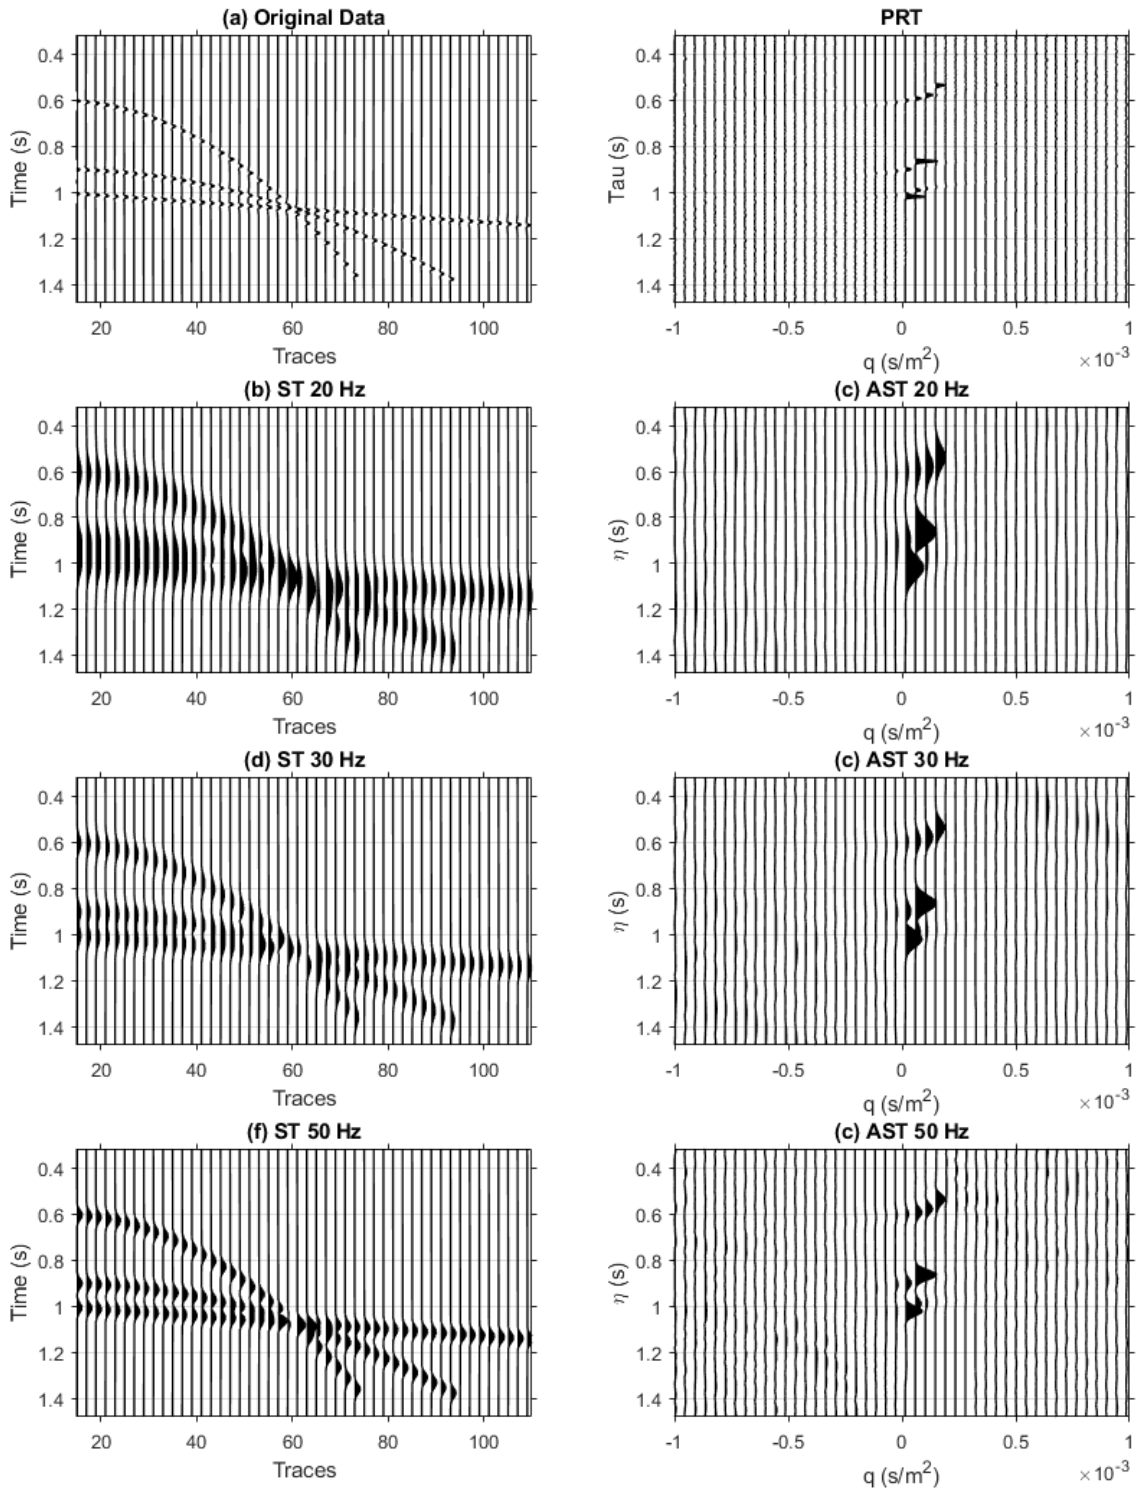 (a) Original Data
0.4
0.6
0.8
1
1.2
1.4
Time (s)
20 40 60 80 100
Traces
PRT
0.4
0.6
0.8
1
1.2
1.4
Tau (s)
-1 -0.5 0 0.5 1
q (s/m²) ×10⁻³
(b) ST 20 Hz
0.4
0.6
0.8
1
1.2
1.4
Time (s)
20 40 60 80 100
Traces
(c) AST 20 Hz
0.4
0.6
0.8
1
1.2
1.4
η (s)
-1 -0.5 0 0.5 1
q (s/m²) ×10⁻³
(d) ST 30 Hz
0.4
0.6
0.8
1
1.2
1.4
Time (s)
20 40 60 80 100
Traces
(c) AST 30 Hz
0.4
0.6
0.8
1
1.2
1.4
η (s)
-1 -0.5 0 0.5 1
q (s/m²) ×10⁻³
(f) ST 50 Hz
0.4
0.6
0.8
1
1.2
1.4
Time (s)
20 40 60 80 100
Traces
(c) AST 50 Hz
0.4
0.6
0.8
1
1.2
1.4
η (s)
-1 -0.5 0 0.5 1
q (s/m²) ×10⁻³